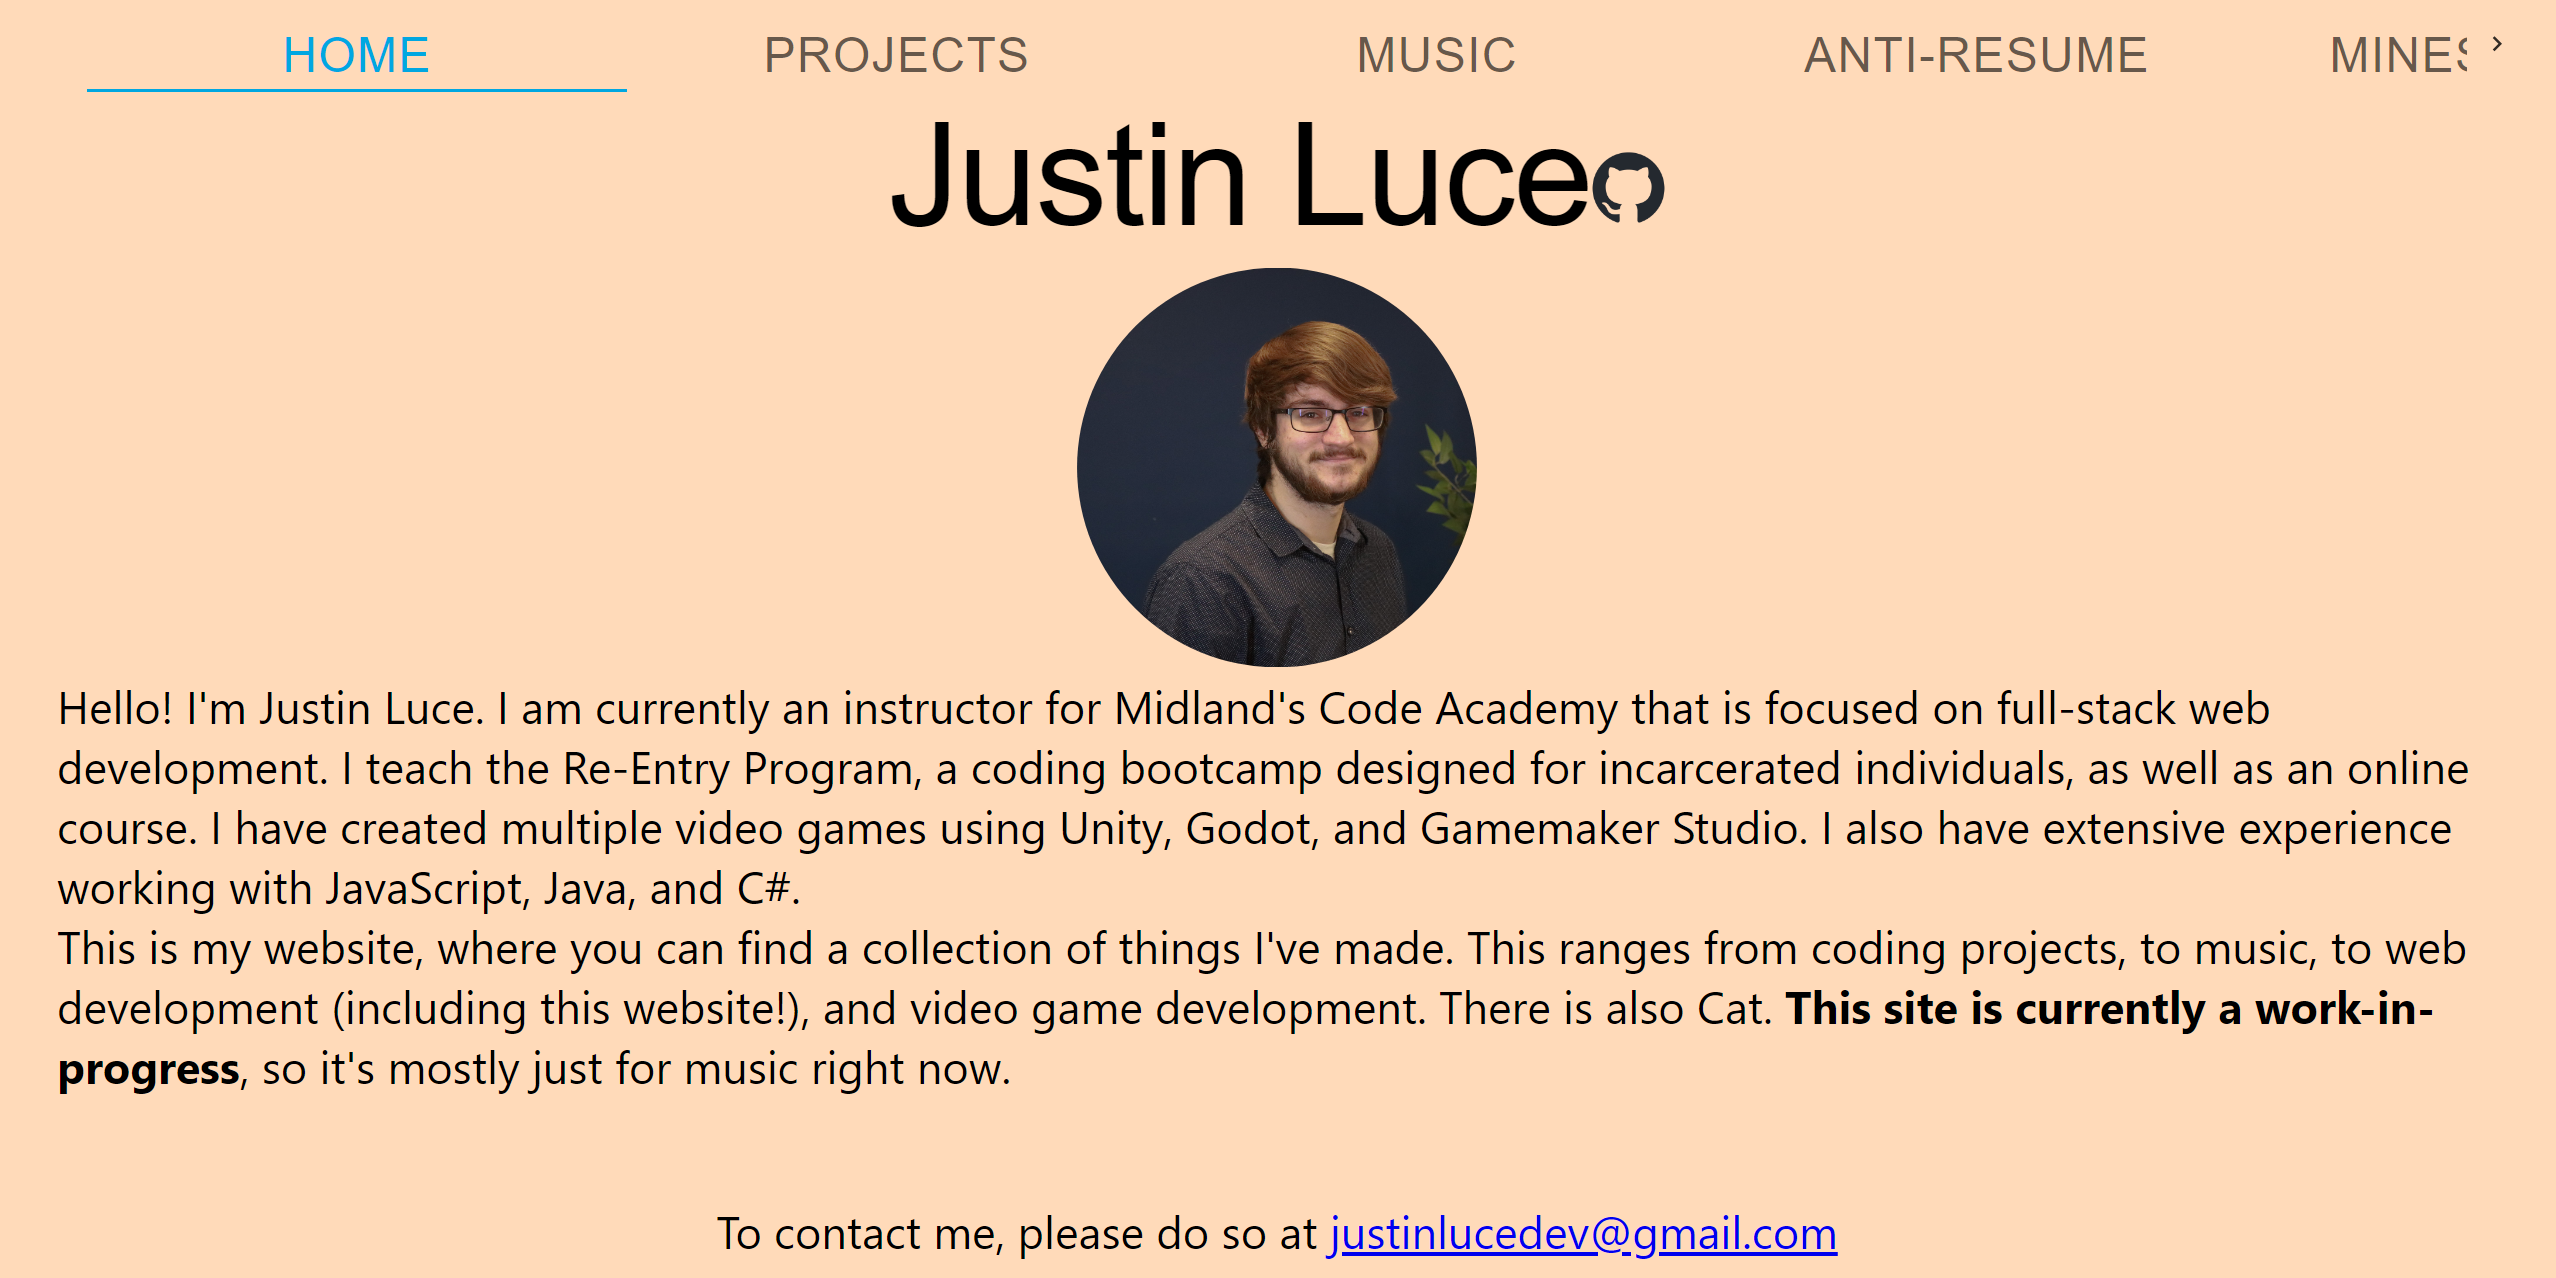 HOME PROJECTS MUSIC ANTI-RESUME MINES
Justin Luce
Hello! I'm Justin Luce. I am currently an instructor for Midland's Code Academy that is focused on full-stack web
development. I teach the Re-Entry Program, a coding bootcamp designed for incarcerated individuals, as well as an online
course. I have created multiple video games using Unity, Godot, and Gamemaker Studio. I also have extensive experience
working with JavaScript, Java, and C#.
This is my website, where you can find a collection of things I've made. This ranges from coding projects, to music, to web
development (including this website!), and video game development. There is also Cat. This site is currently a work-in-
progress, so it's mostly just for music right now.
To contact me, please do so at justinlucedev@gmail.com